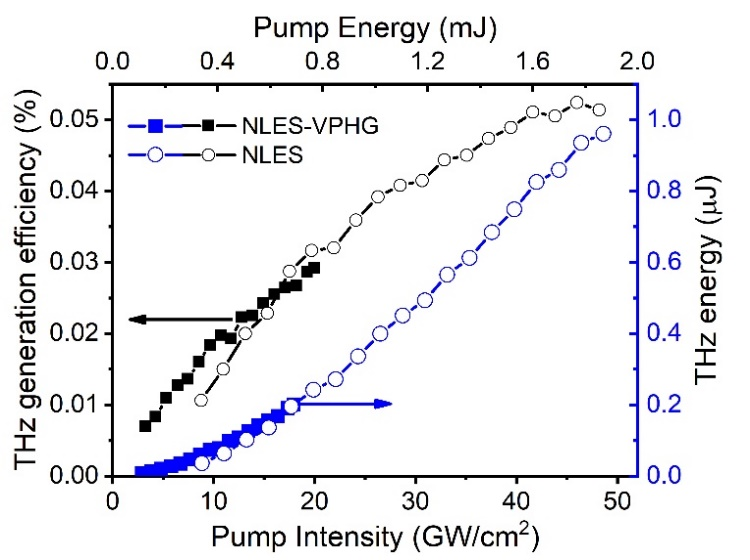 Pump Energy (mJ)
0.0 0.4 0.8 1.2 1.6 2.0
THz generation efficiency (%)
0.05
0.04
0.03
0.02
0.01
0.00
NLES-VPHG
NLES
1.0
0.8
0.6
0.4
0.2
0.0
THz energy (μJ)
0 10 20 30 40 50
Pump Intensity (GW/cm²)